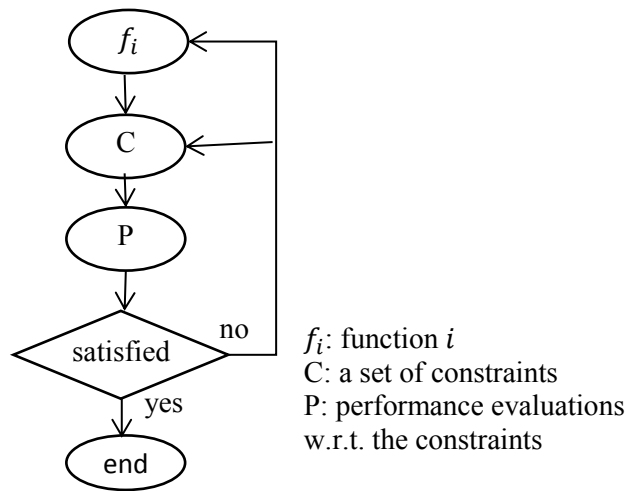 fᵢ
C
P
satisfied
no
yes
end
fᵢ: function i
C: a set of constraints
P: performance evaluations
w.r.t. the constraints